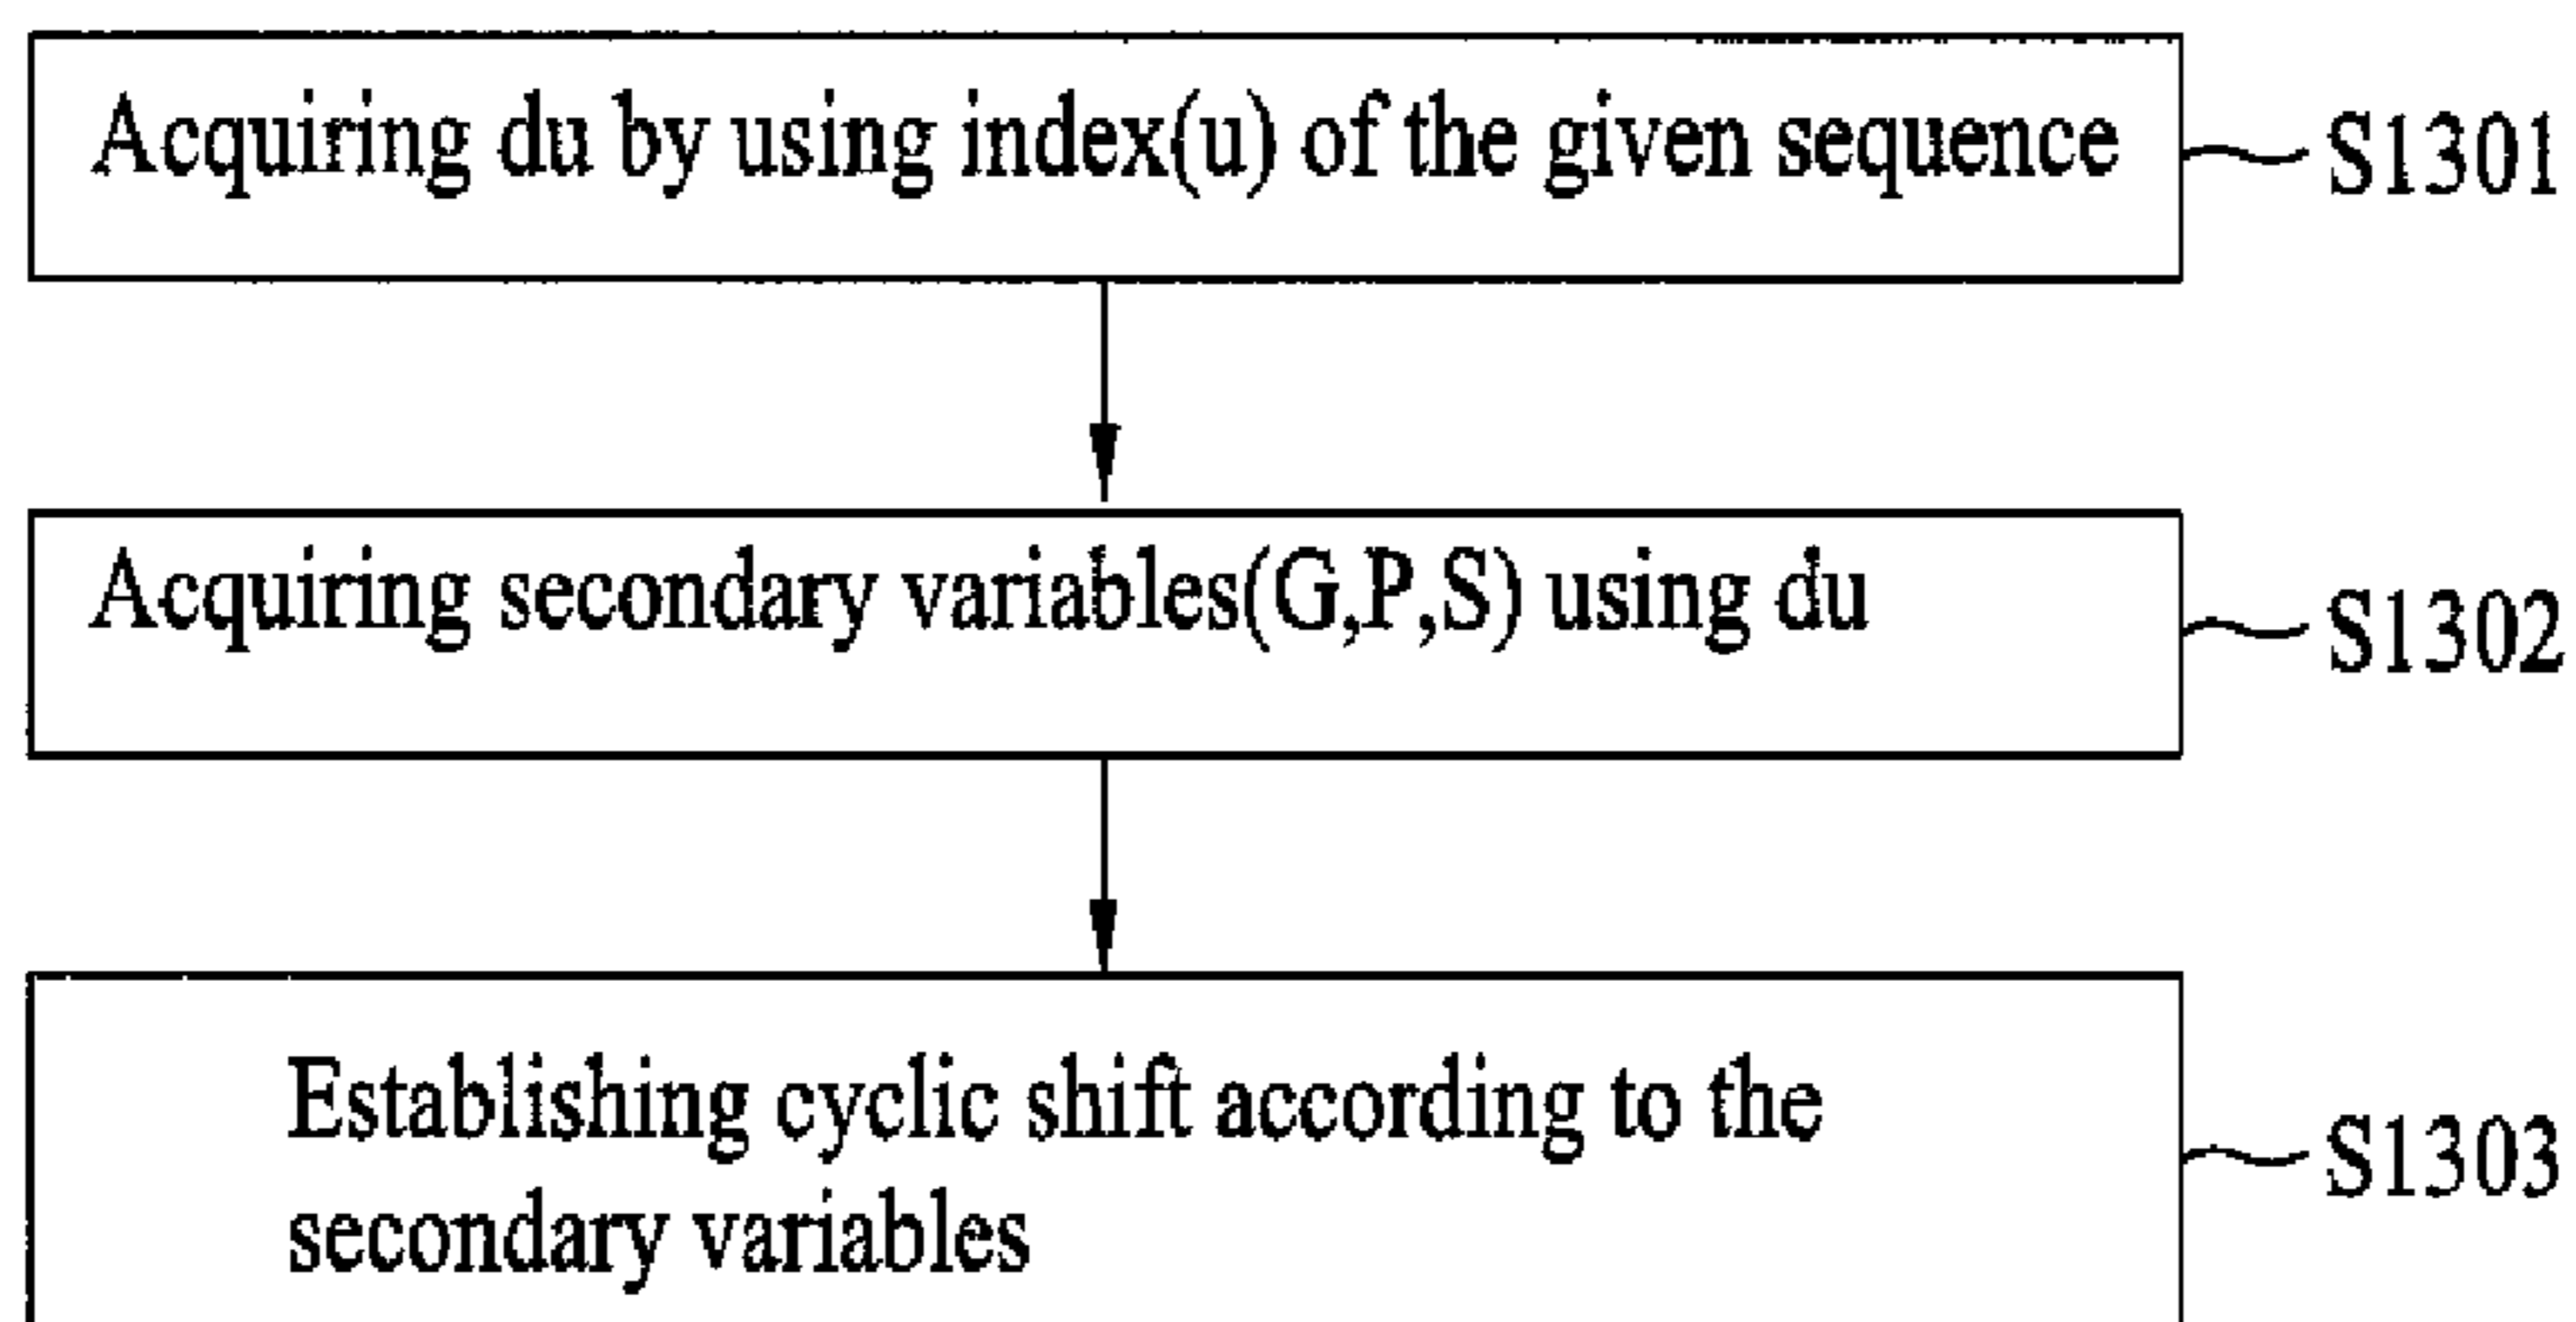 Acquiring du by using index(u) of the given sequence
S1301
Acquiring secondary variables(G,P,S) using du
S1302
Establishing cyclic shift according to the
secondary variables
S1303